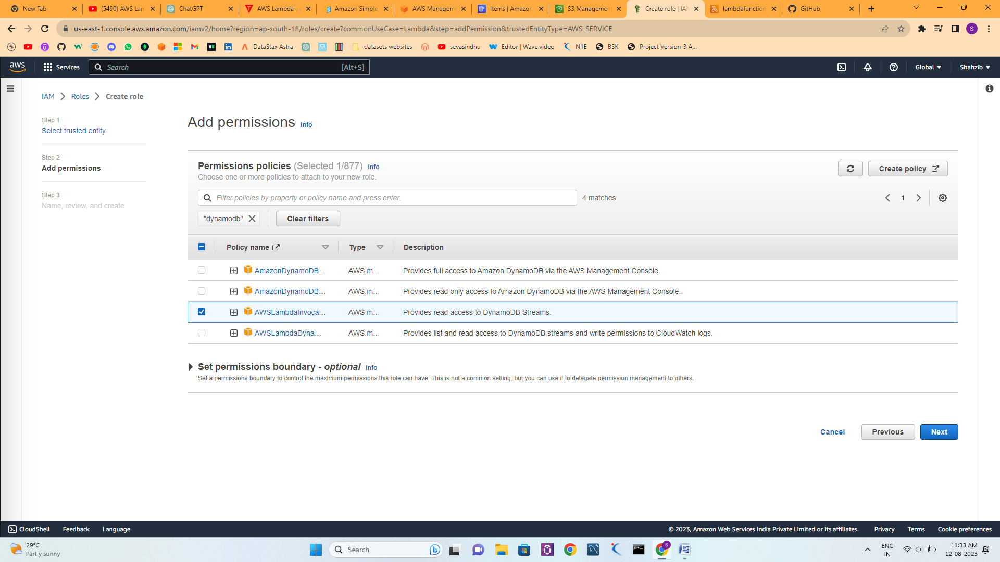 New Tab
(5490) AWS Lam
ChatGPT
AWS Lambda - J
Amazon Simple
AWS Manageme
Items | Amazon
S3 Management
Create role | IAM
lambdafunction
GitHub
us-east-1.console.aws.amazon.com/iamv2/home?region=ap-south-1#/roles/create?commonUseCase=Lambda&step=addPermission&trustedEntityType=AWS_SERVICE
S
DataStax Astra
datasets websites
sevasindhu
Editor | Wave.video
N1E
BSK
Project Version-3 A...
aws
Services
Search
[Alt+S]
Global
Shahzib
IAM
Roles
Create role
Step 1
Select trusted entity
Step 2
Add permissions
Step 3
Name, review, and create
Add permissions Info
Permissions policies (Selected 1/877) Info
Choose one or more policies to attach to your new role.
Create policy
Filter policies by property or policy name and press enter.
4 matches
1
"dynamodb"
Clear filters
Policy name
Type
Description
AmazonDynamoDB... AWS m... Provides full access to Amazon DynamoDB via the AWS Management Console.
AmazonDynamoDB... AWS m... Provides read only access to Amazon DynamoDB via the AWS Management Console.
AWSLambdaInvoca... AWS m... Provides read access to DynamoDB Streams.
AWSLambdaDyna... AWS m... Provides list and read access to DynamoDB streams and write permissions to CloudWatch logs.
Set permissions boundary - optional Info
Set a permissions boundary to control the maximum permissions this role can have. This is not a common setting, but you can use it to delegate permission management to others.
Cancel
Previous
Next
CloudShell
Feedback
Language
© 2023, Amazon Web Services India Private Limited or its affiliates.
Privacy
Terms
Cookie preferences
29°C
Partly sunny
Search
S
ENG
IN
11:33 AM
12-08-2023